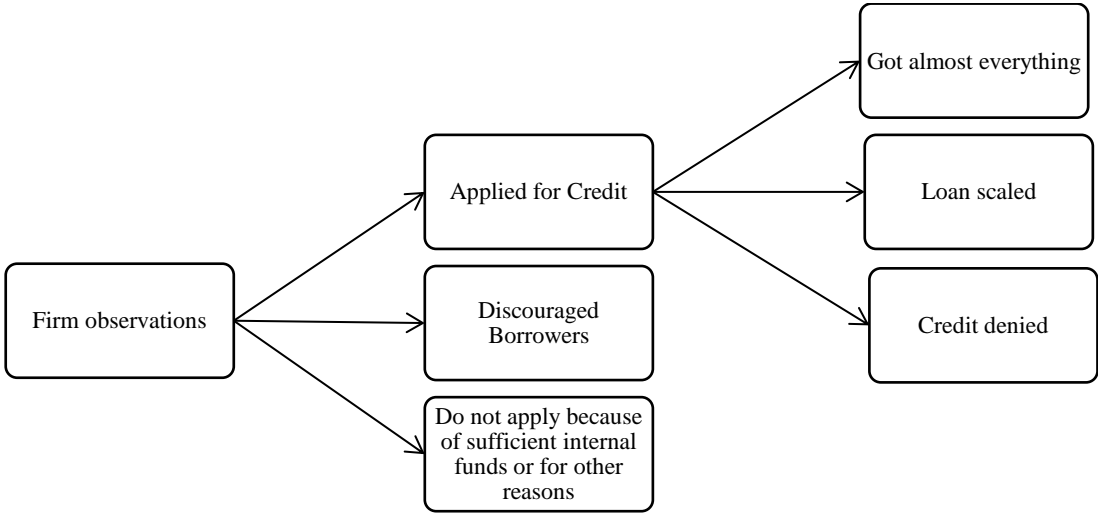 Firm observations
Applied for Credit
Discouraged
Borrowers
Do not apply because
of sufficient internal
funds or for other
reasons
Got almost everything
Loan scaled
Credit denied